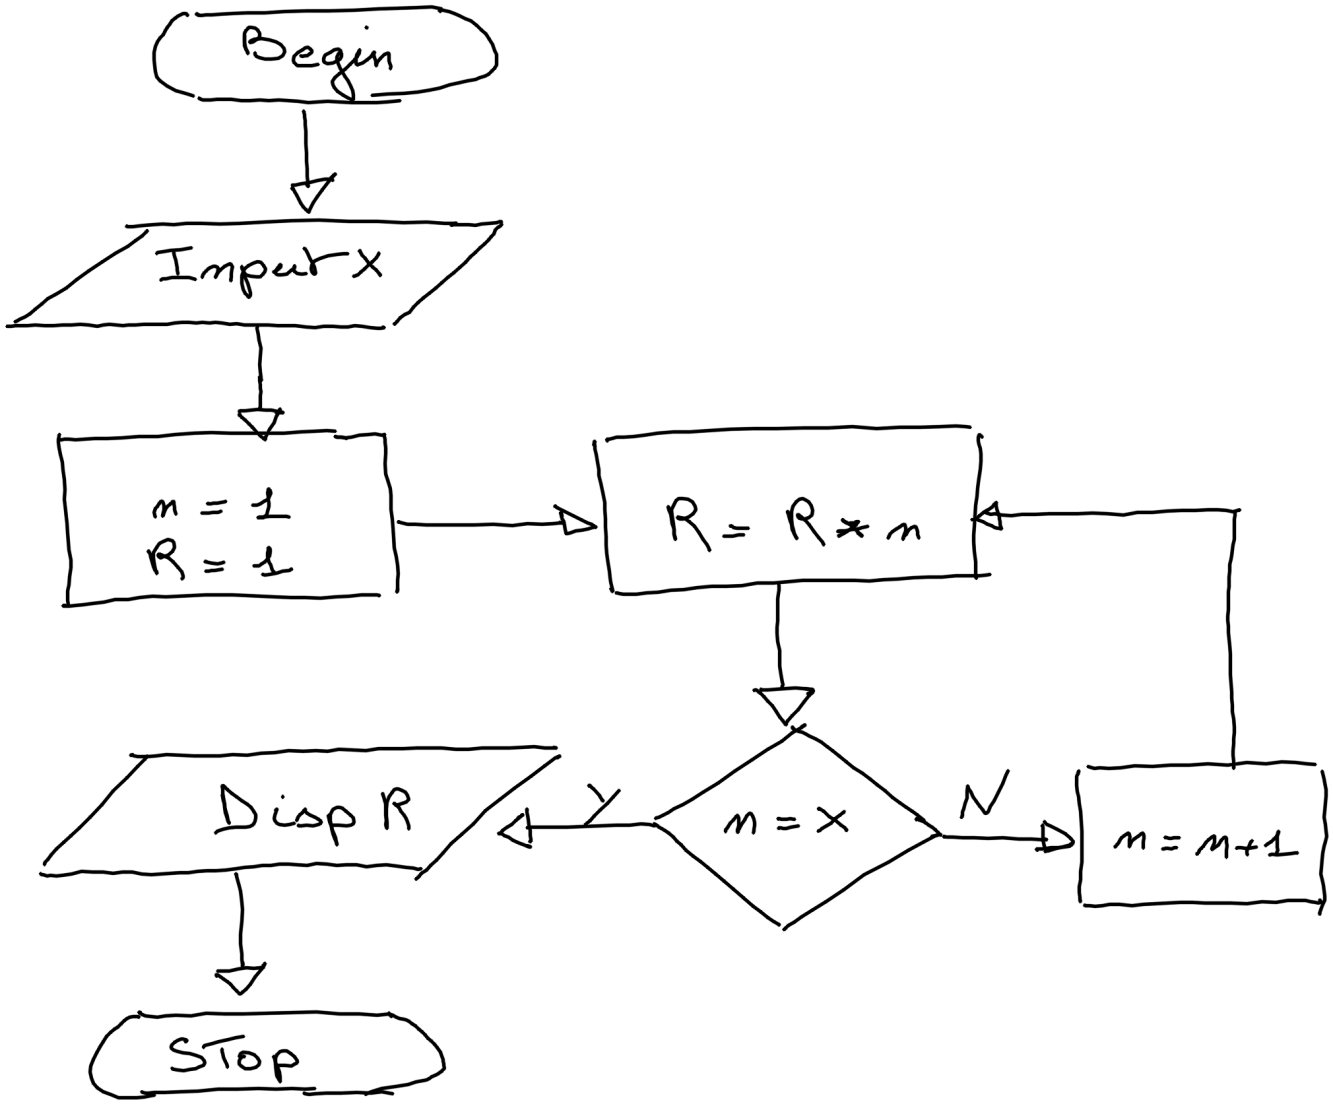 Begin
Input X
n = 1
R = 1
R = R * n
n = X
Y
N
n = n+1
Disp R
STop